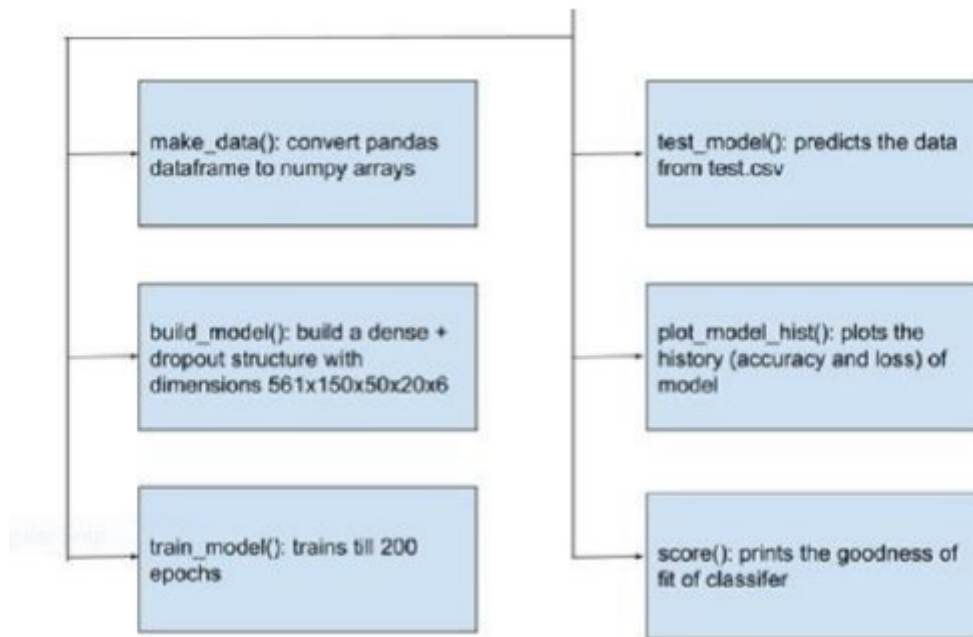 make_data(): convert pandas
dataframe to numpy arrays
build_model(): build a dense +
dropout structure with
dimensions 561x150x50x20x6
train_model(): trains till 200
epochs
test_model(): predicts the data
from test.csv
plot_model_hist(): plots the
history (accuracy and loss) of
model
score(): prints the goodness of
fit of classifer